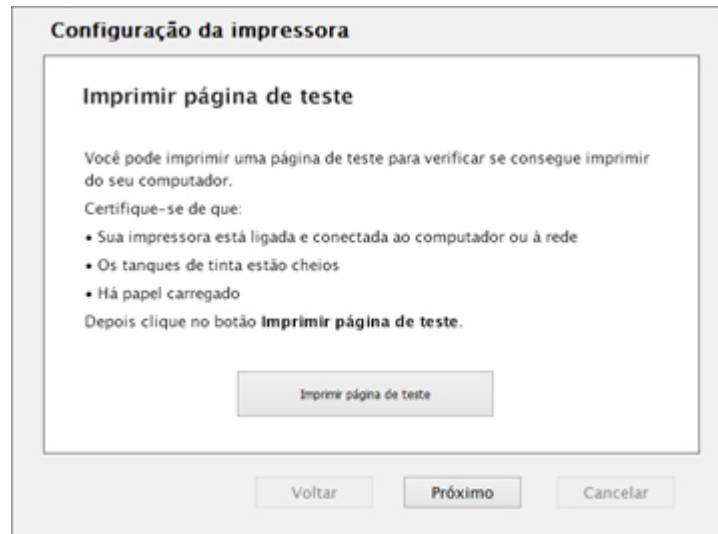 Configuração da impressora
Imprimir página de teste
Você pode imprimir uma página de teste para verificar se consegue imprimir
do seu computador.
Certifique-se de que:
• Sua impressora está ligada e conectada ao computador ou à rede
• Os tanques de tinta estão cheios
• Há papel carregado
Depois clique no botão Imprimir página de teste.
Imprimir página de teste
Voltar Próximo Cancelar